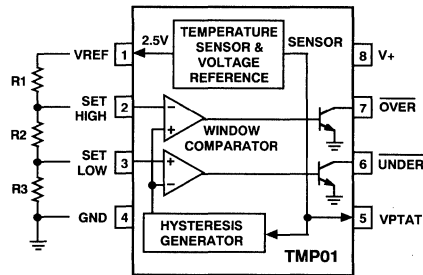 TEMPERATURE
SENSOR &
VOLTAGE
REFERENCE
2.5V
SENSOR
VREF 1
8 V+
R1
SET
HIGH 2
−
+
WINDOW
COMPARATOR
7 OVER
R2
SET
LOW 3
+
−
6 UNDER
R3
GND 4
5 VPTAT
HYSTERESIS
GENERATOR
TMP01